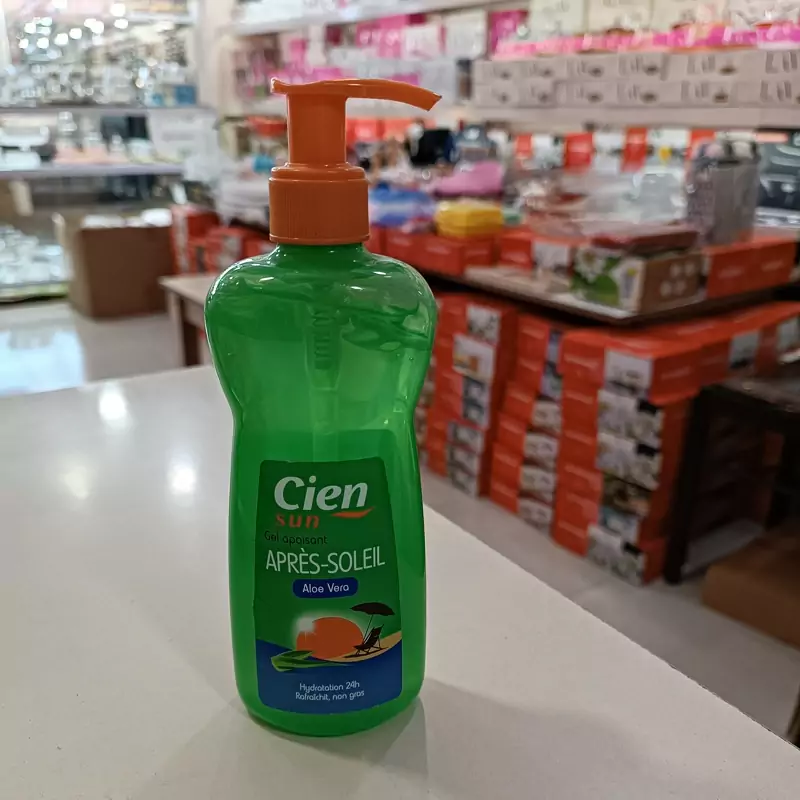 Cien
sun
Gel apaisant
APRÈS-SOLEIL
Aloe Vera
Hydratation 24h
Rafraîchit, non gras